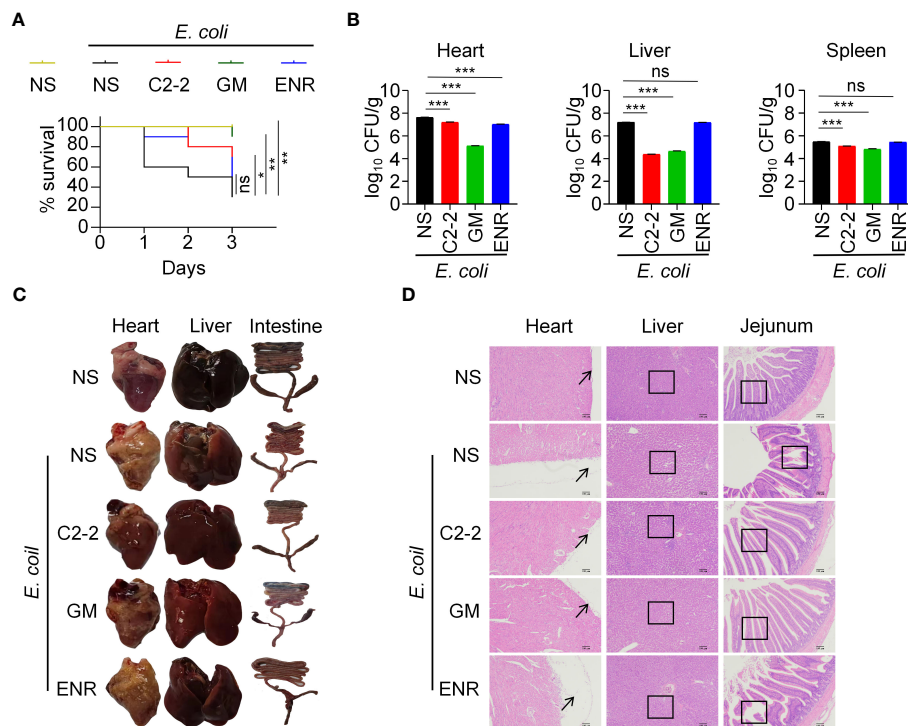 A
E. coli
NS NS C2-2 GM ENR
% survival
100
80
60
40
20
0
0 1 2 3
Days
ns
*
**
**
B
Heart
log10 CFU/g
10
8
6
4
2
0
***
***
***
NS C2-2 GM ENR
E. coli
Liver
log10 CFU/g
10
8
6
4
2
0
ns
***
***
NS C2-2 GM ENR
E. coli
Spleen
log10 CFU/g
10
8
6
4
2
0
ns
***
***
NS C2-2 GM ENR
E. coli
C
Heart Liver Intestine
NS
NS
C2-2
GM
ENR
E. coil
D
Heart Liver Jejunum
NS
NS
C2-2
GM
ENR
E. coil